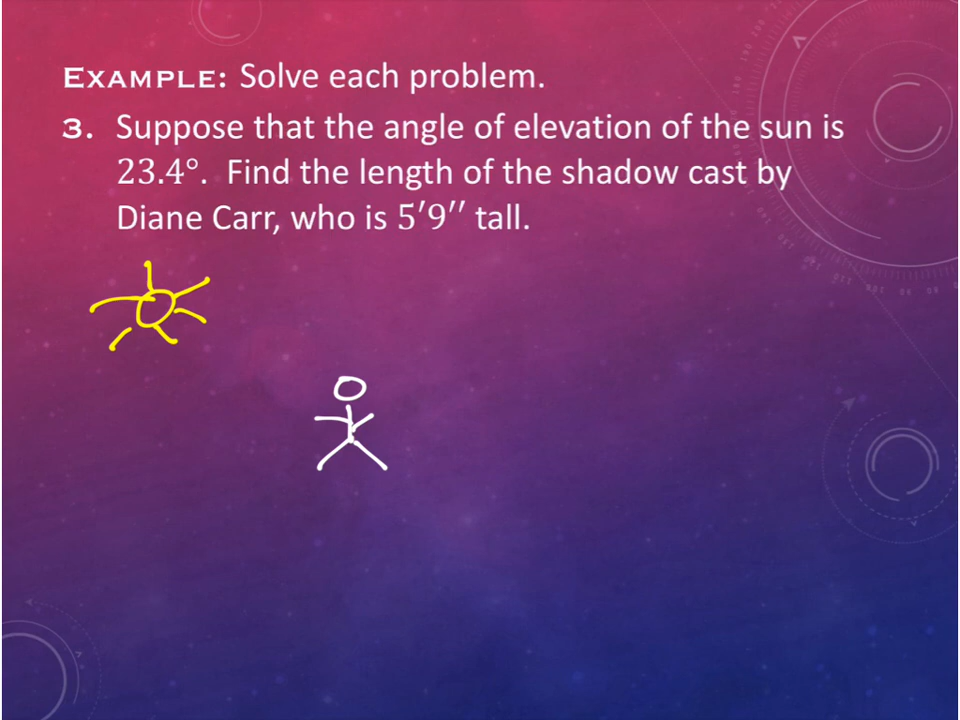 EXAMPLE: Solve each problem.
3. Suppose that the angle of elevation of the sun is
23.4°. Find the length of the shadow cast by
Diane Carr, who is 5′9′′ tall.